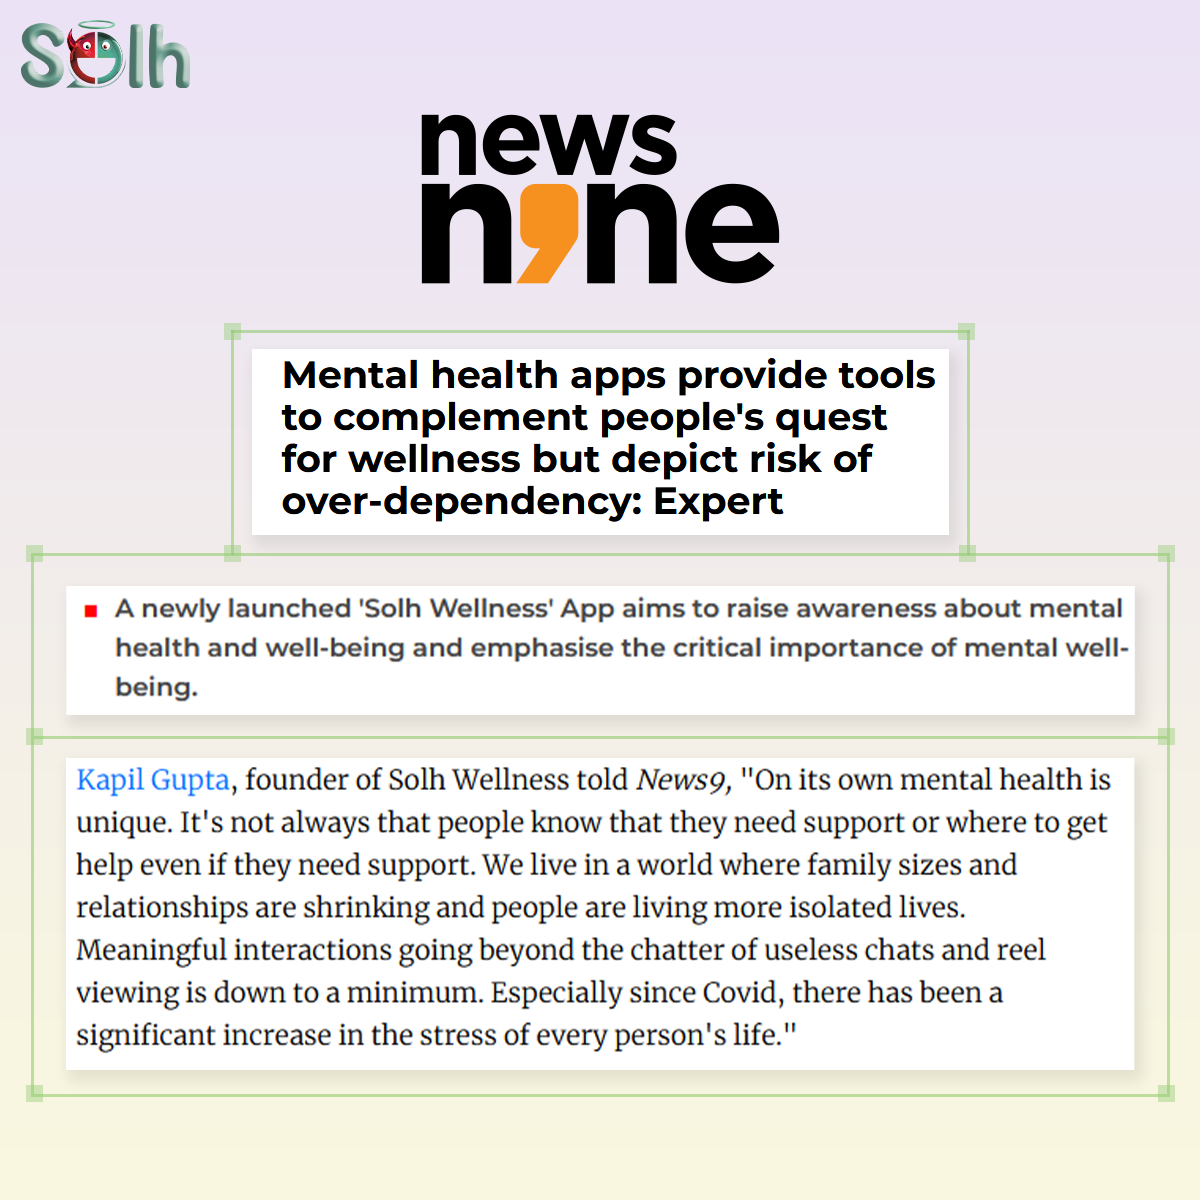 Solh
news
nine
Mental health apps provide tools
to complement people's quest
for wellness but depict risk of
over-dependency: Expert
A newly launched 'Solh Wellness' App aims to raise awareness about mental
health and well-being and emphasise the critical importance of mental well-
being.
Kapil Gupta, founder of Solh Wellness told News9, "On its own mental health is
unique. It's not always that people know that they need support or where to get
help even if they need support. We live in a world where family sizes and
relationships are shrinking and people are living more isolated lives.
Meaningful interactions going beyond the chatter of useless chats and reel
viewing is down to a minimum. Especially since Covid, there has been a
significant increase in the stress of every person's life."